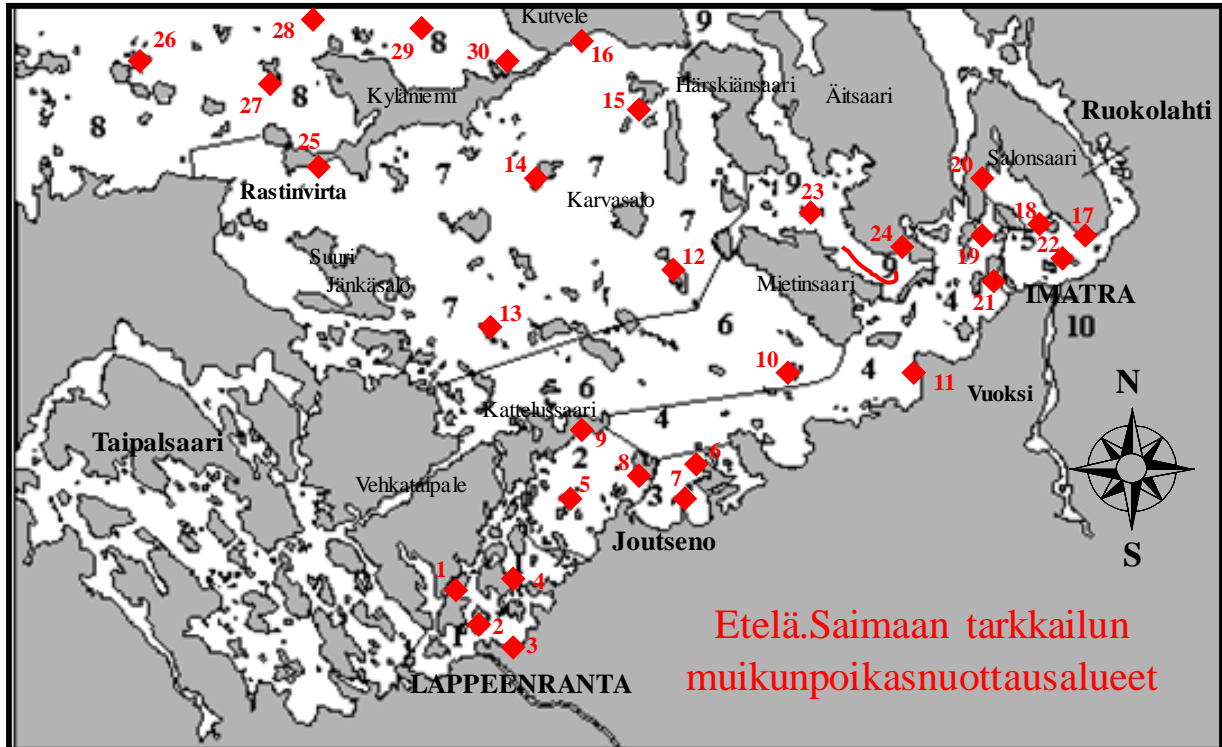 28
Kutvele
9
26
29
8
30
16
27
8
Kyläniemi
15
Härskiänsaari
Äitsaari
Ruokolahti
8
25
Rastinvirta
7
14
7
Karvasalo
9
23
20
Salonsaari
18
17
5
22
7
24
19
Suuri
Jänkäsalo
12
Mietinsaari
9
21
IMATRA
10
7
13
6
4
10
4
11
Vuoksi
N
6
Kattelussaari
4
9
Taipalsaari
2
8
6
Vehkataipale
5
3
7
Joutseno
S
1
1
4
2
1
3
LAPPEENRANTA
Etelä.Saimaan tarkkailun
muikunpoikasnuottausalueet